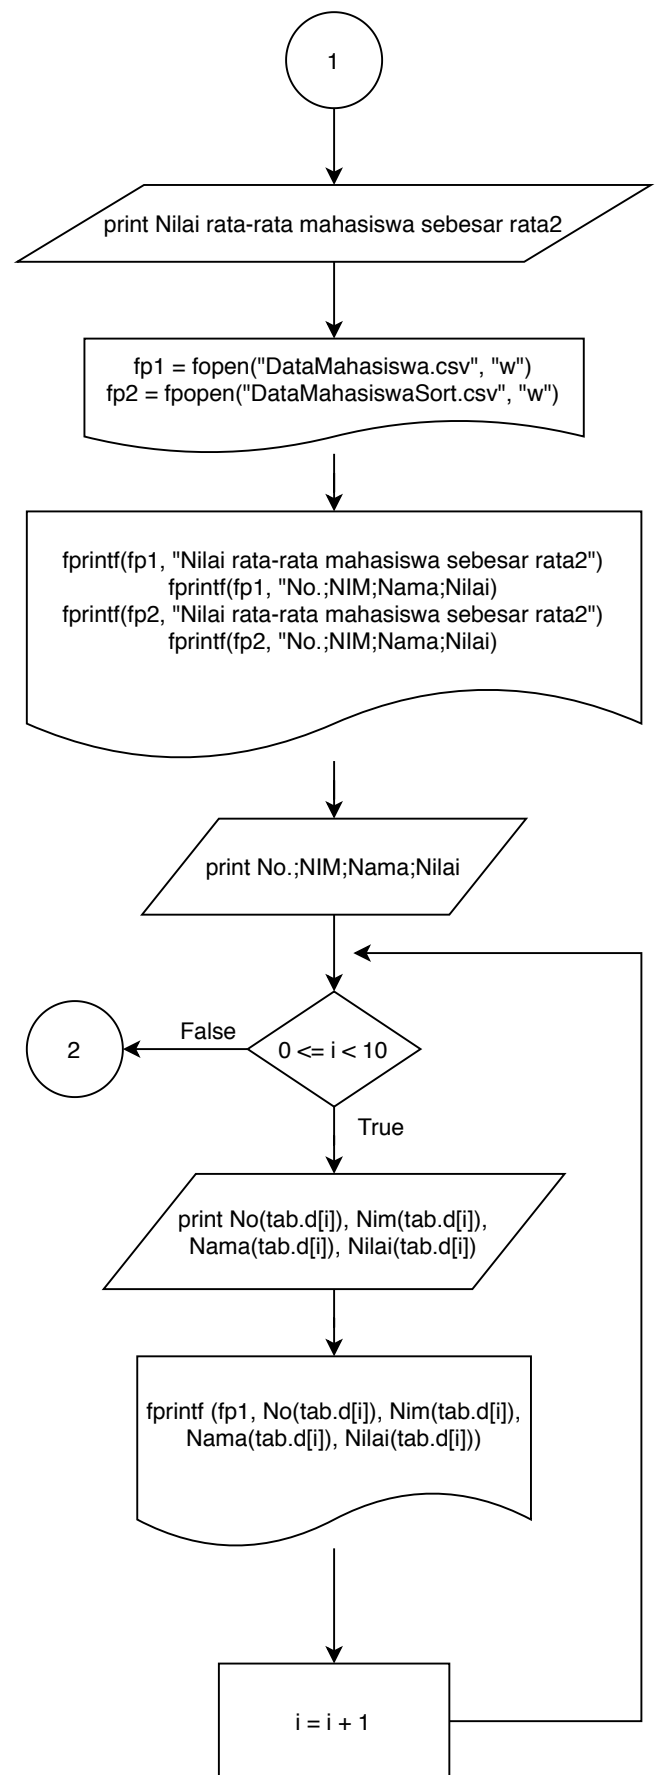 1
print Nilai rata-rata mahasiswa sebesar rata2
fp1 = fopen("DataMahasiswa.csv", "w")
fp2 = fpopen("DataMahasiswaSort.csv", "w")
fprintf(fp1, "Nilai rata-rata mahasiswa sebesar rata2")
fprintf(fp1, "No.;NIM;Nama;Nilai)
fprintf(fp2, "Nilai rata-rata mahasiswa sebesar rata2")
fprintf(fp2, "No.;NIM;Nama;Nilai)
print No.;NIM;Nama;Nilai
2
False
0 <= i < 10
True
print No(tab.d[i]), Nim(tab.d[i]),
Nama(tab.d[i]), Nilai(tab.d[i])
fprintf (fp1, No(tab.d[i]), Nim(tab.d[i]),
Nama(tab.d[i]), Nilai(tab.d[i]))
i = i + 1